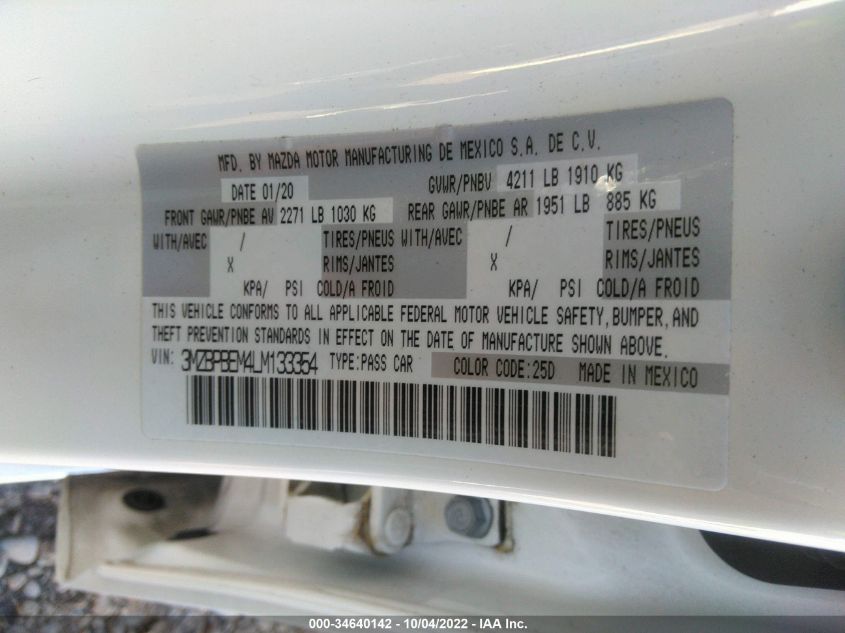 MFD. BY MAZDA MOTOR MANUFACTURING DE MEXICO S.A. DE C.V.
DATE 01/20 GVWR/PNBV 4211 LB 1910 KG
FRONT GAWR/PNBE AV 2271 LB 1030 KG REAR GAWR/PNBE AR 1951 LB 885 KG
WITH/AVEC / TIRES/PNEUS WITH/AVEC / TIRES/PNEUS
X RIMS/JANTES X RIMS/JANTES
KPA/ PSI COLD/A FROID KPA/ PSI COLD/A FROID
THIS VEHICLE CONFORMS TO ALL APPLICABLE FEDERAL MOTOR VEHICLE SAFETY, BUMPER, AND
THEFT PREVENTION STANDARDS IN EFFECT ON THE DATE OF MANUFACTURE SHOWN ABOVE.
VIN: 3MZBPBEM4LM133354 TYPE:PASS CAR COLOR CODE:25D MADE IN MEXICO
000-34640142 - 10/04/2022 - IAA Inc.